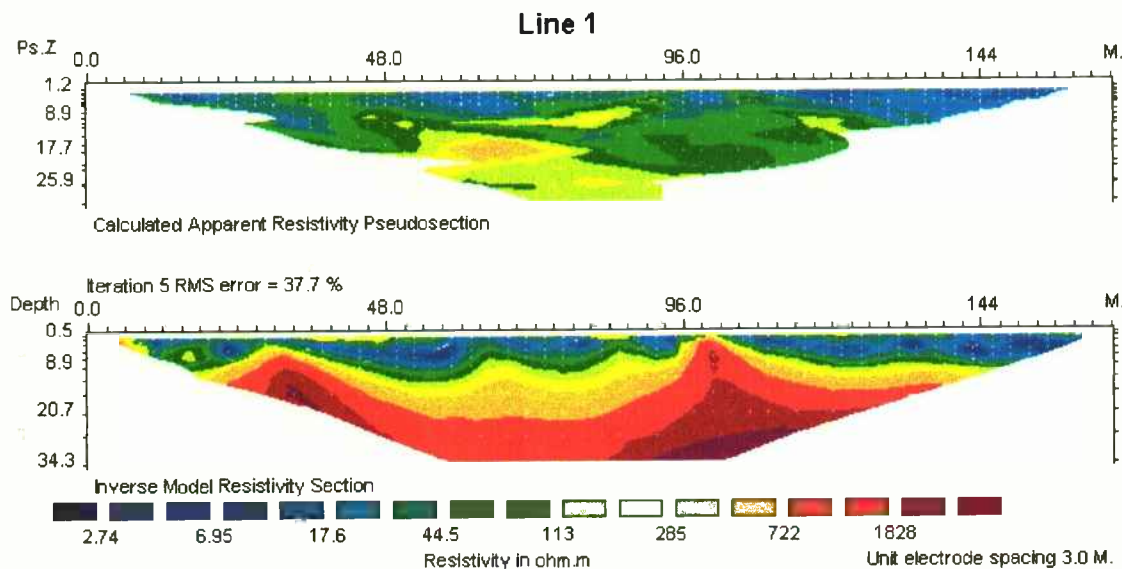 Line 1
Ps.Z 0.0 48.0 96.0 144 M.
1.2
8.9
17.7
25.9
Calculated Apparent Resistivity Pseudosection
Iteration 5 RMS error = 37.7 %
Depth 0.0 48.0 96.0 144 M.
0.5
8.9
20.7
34.3
Inverse Model Resistivity Section
2.74 6.95 17.6 44.5 113 285 722 1828
Resistivity in ohm.m Unit electrode spacing 3.0 M.